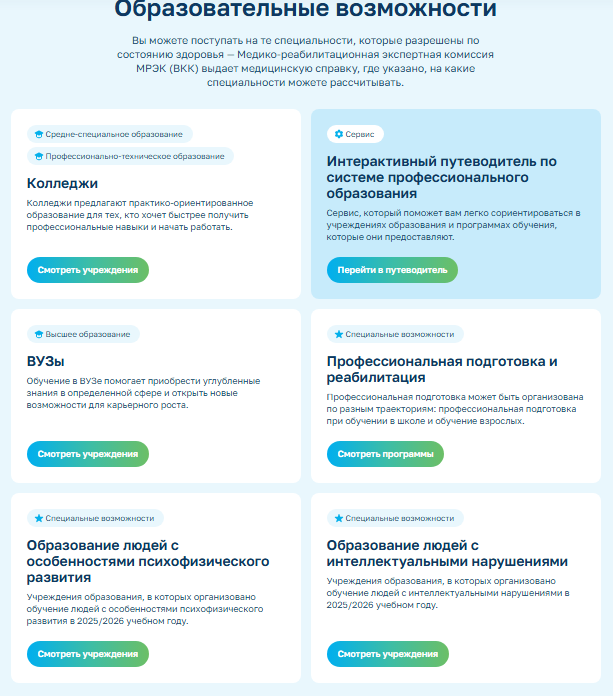 Образовательные возможности
Вы можете поступать на те специальности, которые разрешены по
состоянию здоровья — Медико-реабилитационная экспертная комиссия
МРЭК (ВКК) выдает медицинскую справку, где указано, на какие
специальности можете рассчитывать.
Средне-специальное образование
Профессионально-техническое образование
Колледжи
Колледжи предлагают практико-ориентированное
образование для тех, кто хочет быстрее получить
профессиональные навыки и начать работать.
Смотреть учреждения
Сервис
Интерактивный путеводитель по
системе профессионального
образования
Сервис, который поможет вам легко сориентироваться в
учреждениях образования и программах обучения,
которые они предоставляют.
Перейти в путеводитель
Высшее образование
ВУЗы
Обучение в ВУЗе помогает приобрести углубленные
знания в определенной сфере и открыть новые
возможности для карьерного роста.
Смотреть учреждения
Специальные возможности
Профессиональная подготовка и
реабилитация
Профессиональная подготовка может быть организована
по разным траекториям: профессиональная подготовка
при обучении в школе и обучение взрослых.
Смотреть программы
Специальные возможности
Образование людей с
особенностями психофизического
развития
Учреждения образования, в которых организовано
обучение людей с особенностями психофизического
развития в 2025/2026 учебном году.
Смотреть учреждения
Специальные возможности
Образование людей с
интеллектуальными нарушениями
Учреждения образования, в которых организовано
обучение людей с интеллектуальными нарушениями в
2025/2026 учебном году.
Смотреть учреждения